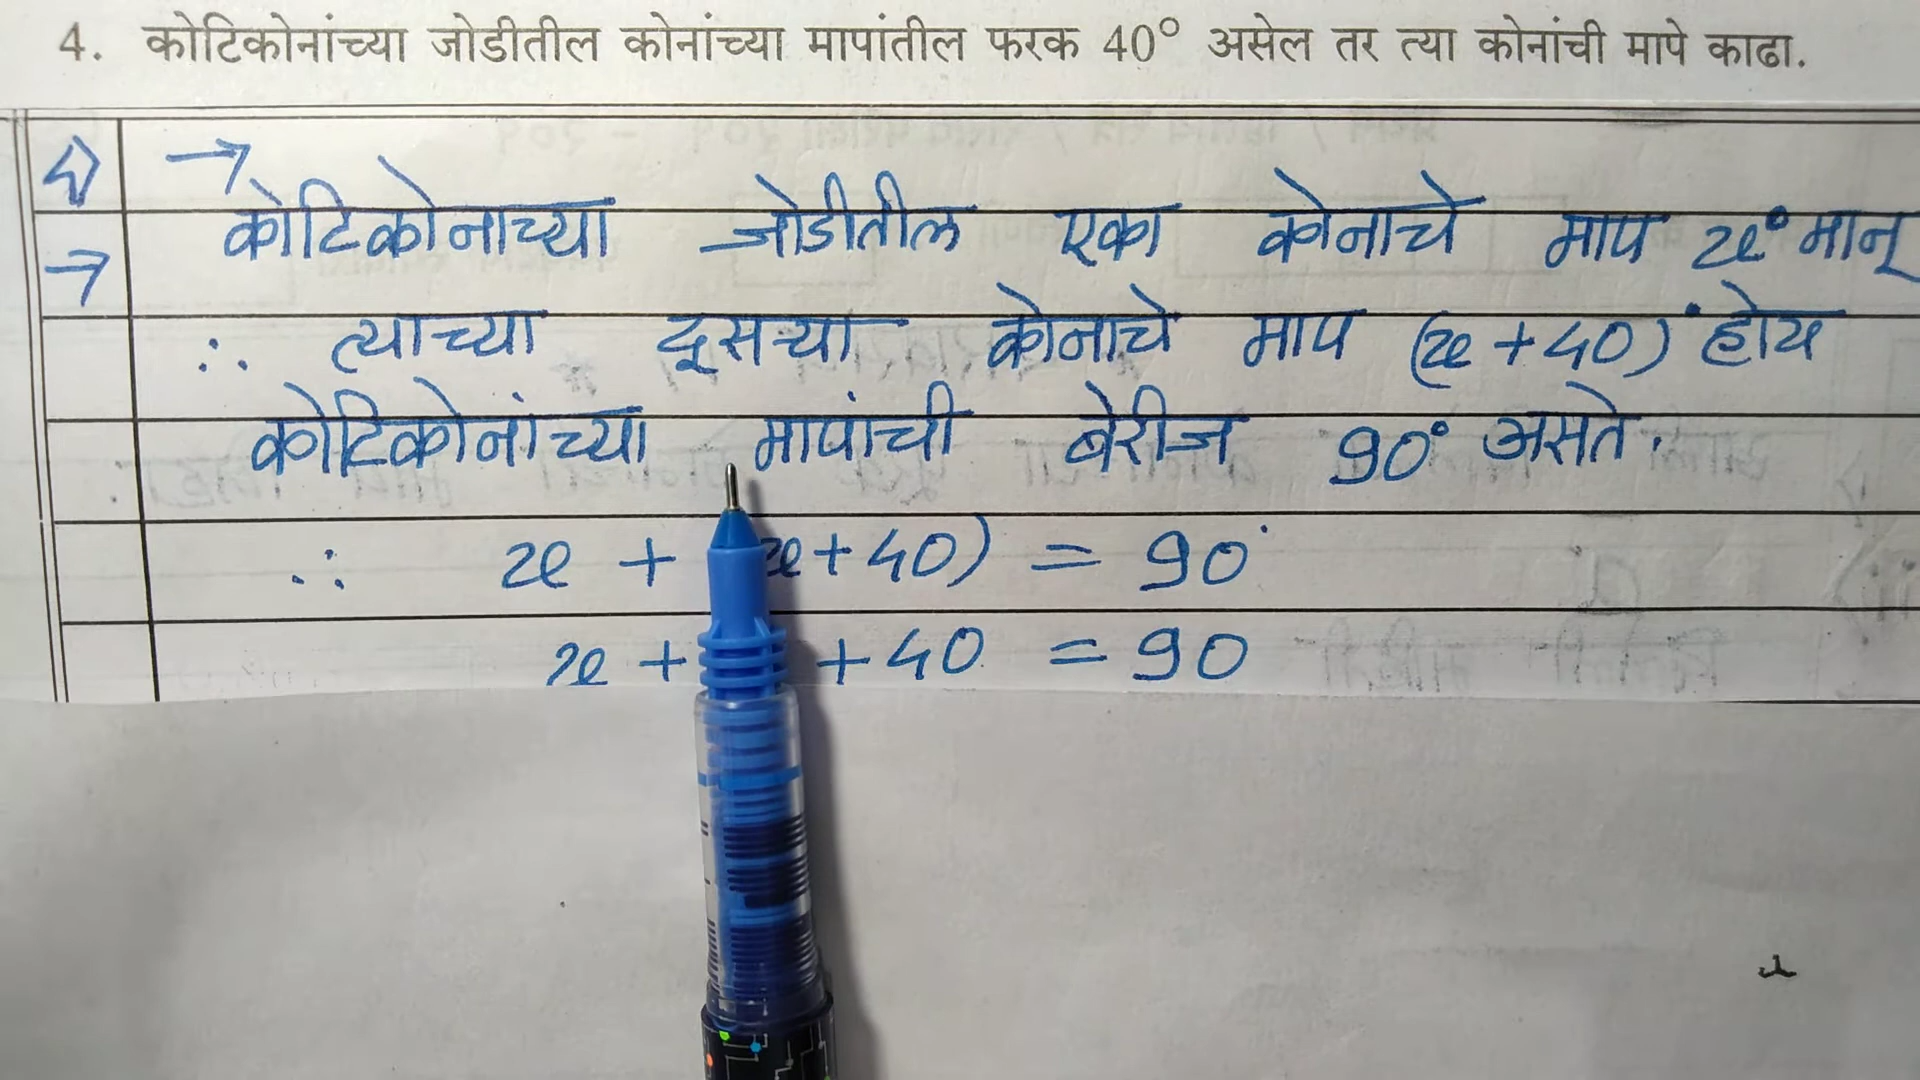 4. कोटिकोनांच्या जोडीतील कोनांच्या मापांतील फरक 40° असेल तर त्या कोनांची मापे काढा.
4) →
→ कोटिकोनाच्या जोडीतील एका कोनाचे माप x° मानू
∴ त्याच्या दूसऱ्या कोनाचे माप (x + 40)° होय
कोटिकोनांच्या मापांची बेरीज 90° असते.
∴ x + x + 40) = 90°
x + + 40 = 90